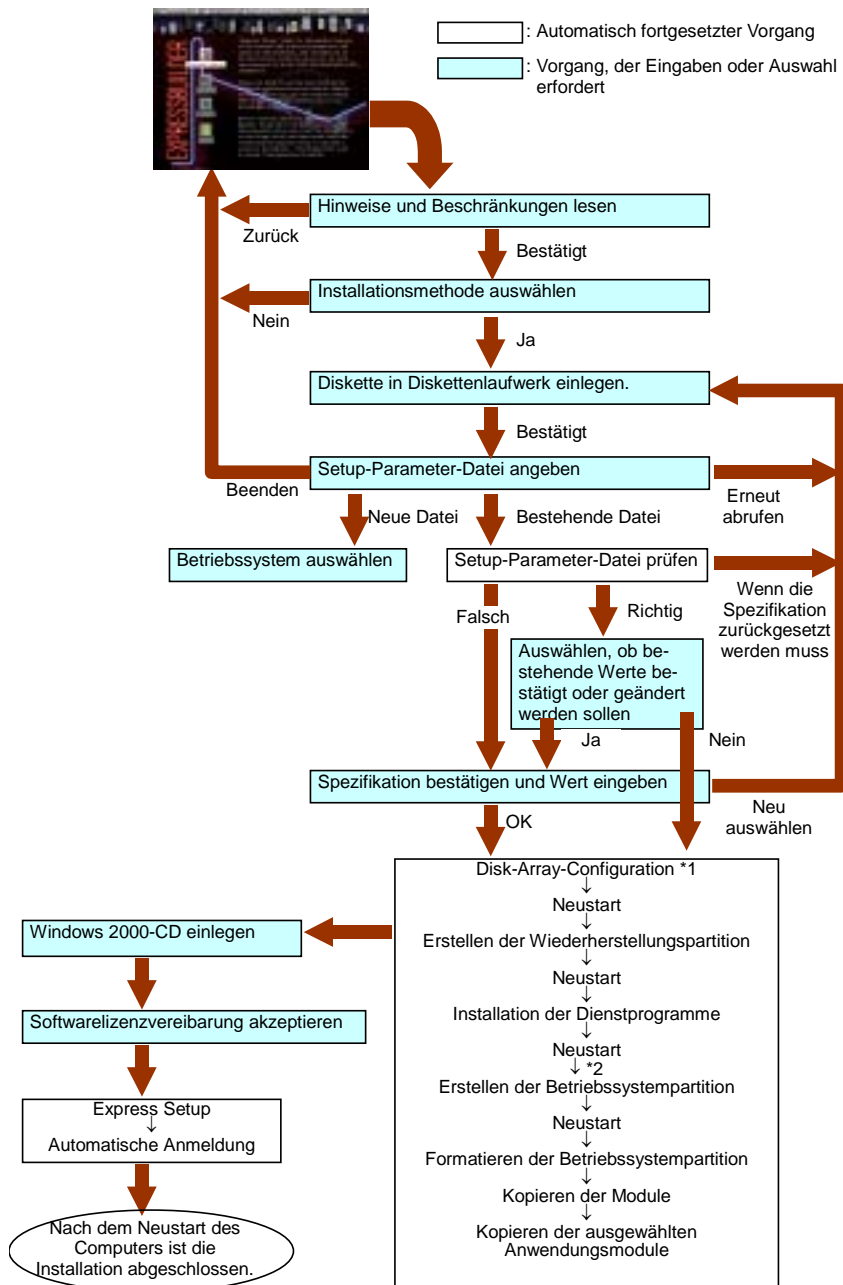 EXPRESSBUILDER
: Automatisch fortgesetzter Vorgang
: Vorgang, der Eingaben oder Auswahl
erfordert
Hinweise und Beschränkungen lesen
Zurück
Bestätigt
Installationsmethode auswählen
Nein
Ja
Diskette in Diskettenlaufwerk einlegen.
Bestätigt
Setup-Parameter-Datei angeben
Beenden
Erneut
abrufen
Neue Datei
Bestehende Datei
Betriebssystem auswählen
Setup-Parameter-Datei prüfen
Wenn die
Spezifikation
zurückgesetzt
werden muss
Falsch
Richtig
Auswählen, ob be-
stehende Werte be-
stätigt oder geändert
werden sollen
Ja
Nein
Spezifikation bestätigen und Wert eingeben
Neu
auswählen
OK
Disk-Array-Configuration *1
↓
Neustart
↓
Erstellen der Wiederherstellungspartition
↓
Neustart
↓
Installation der Dienstprogramme
↓
Neustart
↓ *2
Erstellen der Betriebssystempartition
↓
Neustart
↓
Formatieren der Betriebssystempartition
↓
Kopieren der Module
↓
Kopieren der ausgewählten
Anwendungsmodule
Windows 2000-CD einlegen
Softwarelizenzvereibarung akzeptieren
Express Setup
↓
Automatische Anmeldung
Nach dem Neustart des
Computers ist die
Installation abgeschlossen.